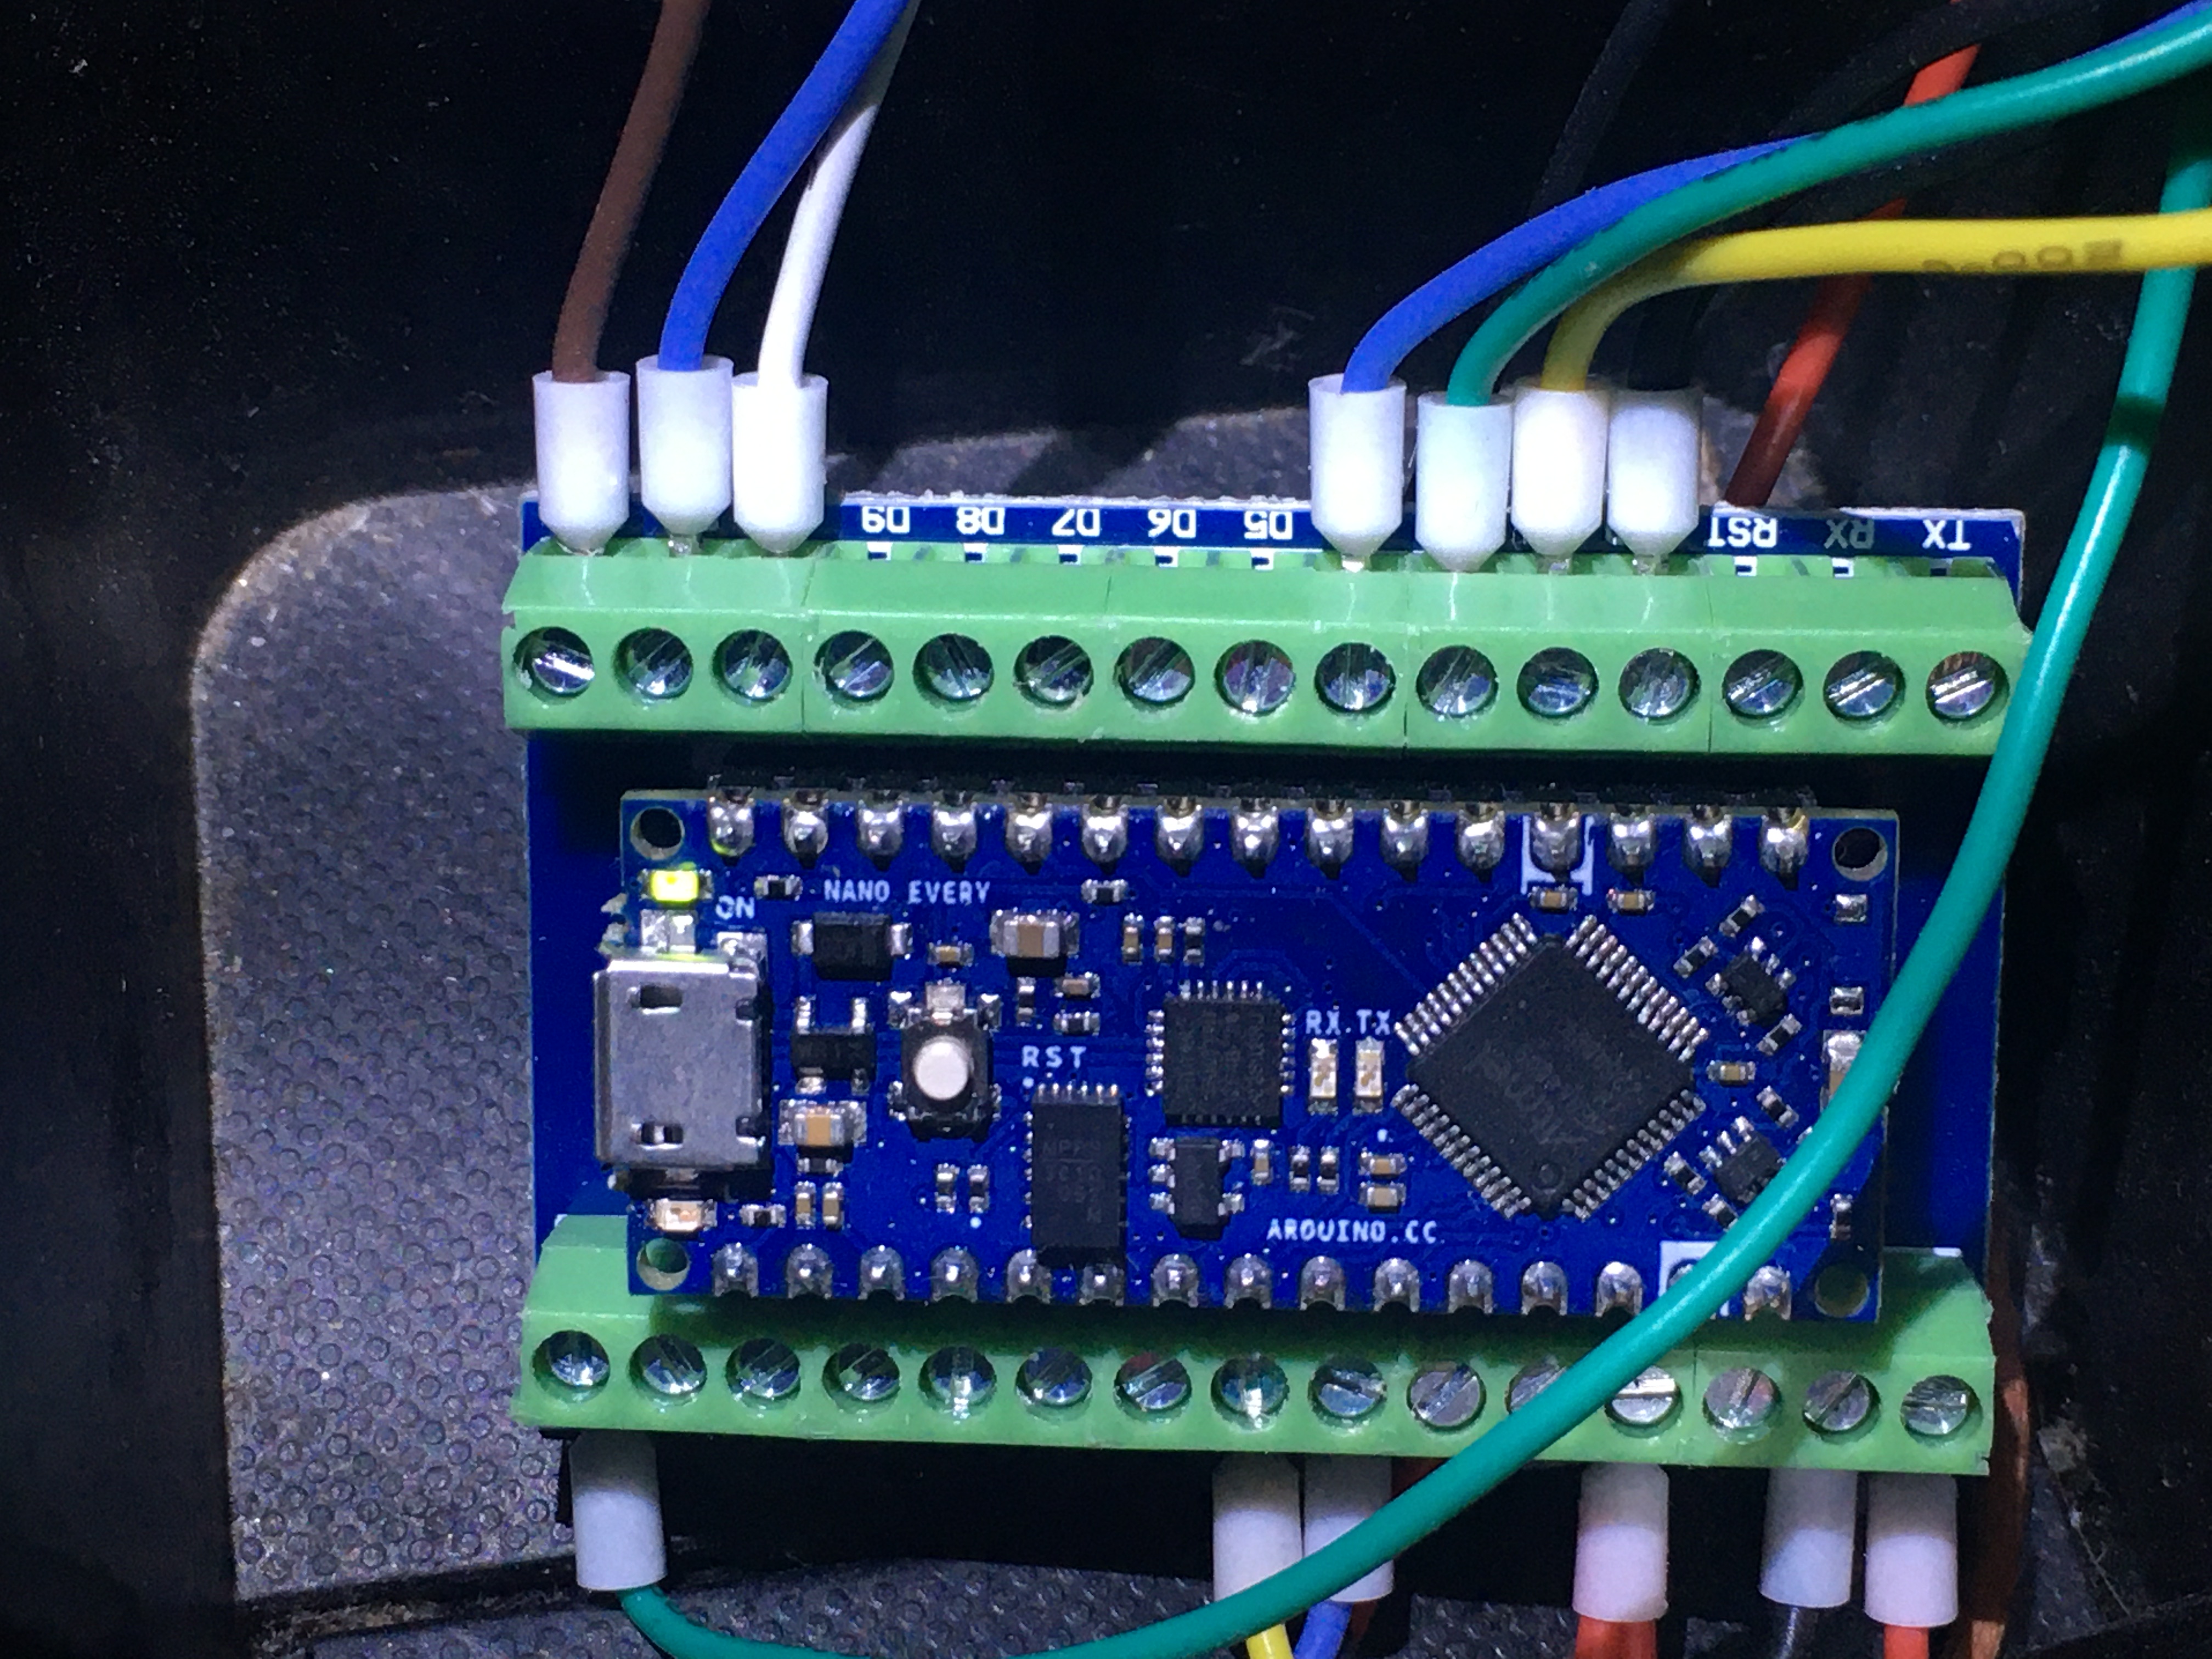 ON
NANO EVERY
RST
RX TX
ARDUINO.CC
D9
D8
D7
D6
D5
RST
RX
TX